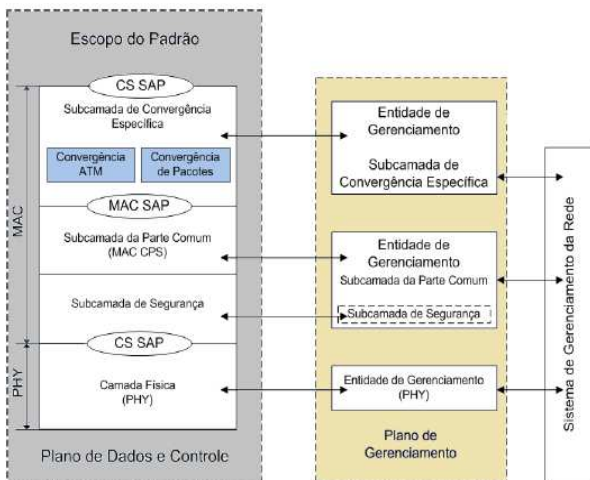 Escopo do Padrão
CS SAP
Subcamada de Convergência
Específica
Convergência
ATM
Convergência
de Pacotes
MAC SAP
Subcamada da Parte Comum
(MAC CPS)
Subcamada de Segurança
CS SAP
Camada Física
(PHY)
MAC
PHY
Plano de Dados e Controle
Entidade de
Gerenciamento
Subcamada de
Convergência Específica
Entidade de
Gerenciamento
Subcamada da Parte Comum
Subcamada de Segurança
Entidade de Gerenciamento
(PHY)
Plano de
Gerenciamento
Sistema de Gerenciamento da Rede